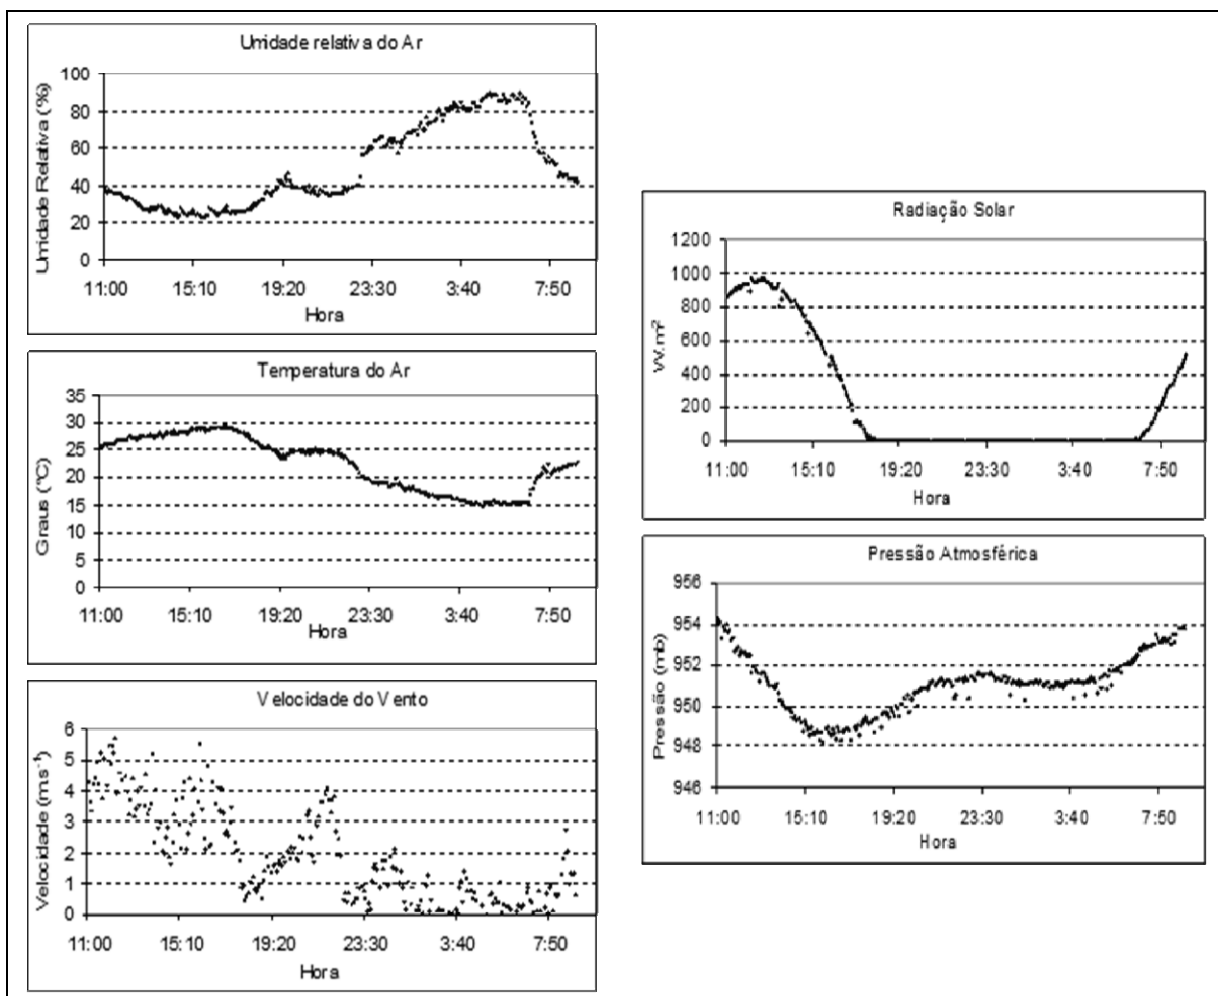 Umidade relativa do Ar
Umidade Relativa (%)
100
80
60
40
20
0
11:00 15:10 19:20 23:30 3:40 7:50
Hora
Temperatura do Ar
Graus (°C)
35
30
25
20
15
10
5
0
11:00 15:10 19:20 23:30 3:40 7:50
Hora
Velocidade do Vento
Velocidade (m.s⁻¹)
6
5
4
3
2
1
0
11:00 15:10 19:20 23:30 3:40 7:50
Hora
Radiação Solar
W.m²
1200
1000
800
600
400
200
0
11:00 15:10 19:20 23:30 3:40 7:50
Hora
Pressão Atmosférica
Pressão (mb)
956
954
952
950
948
946
11:00 15:10 19:20 23:30 3:40 7:50
Hora